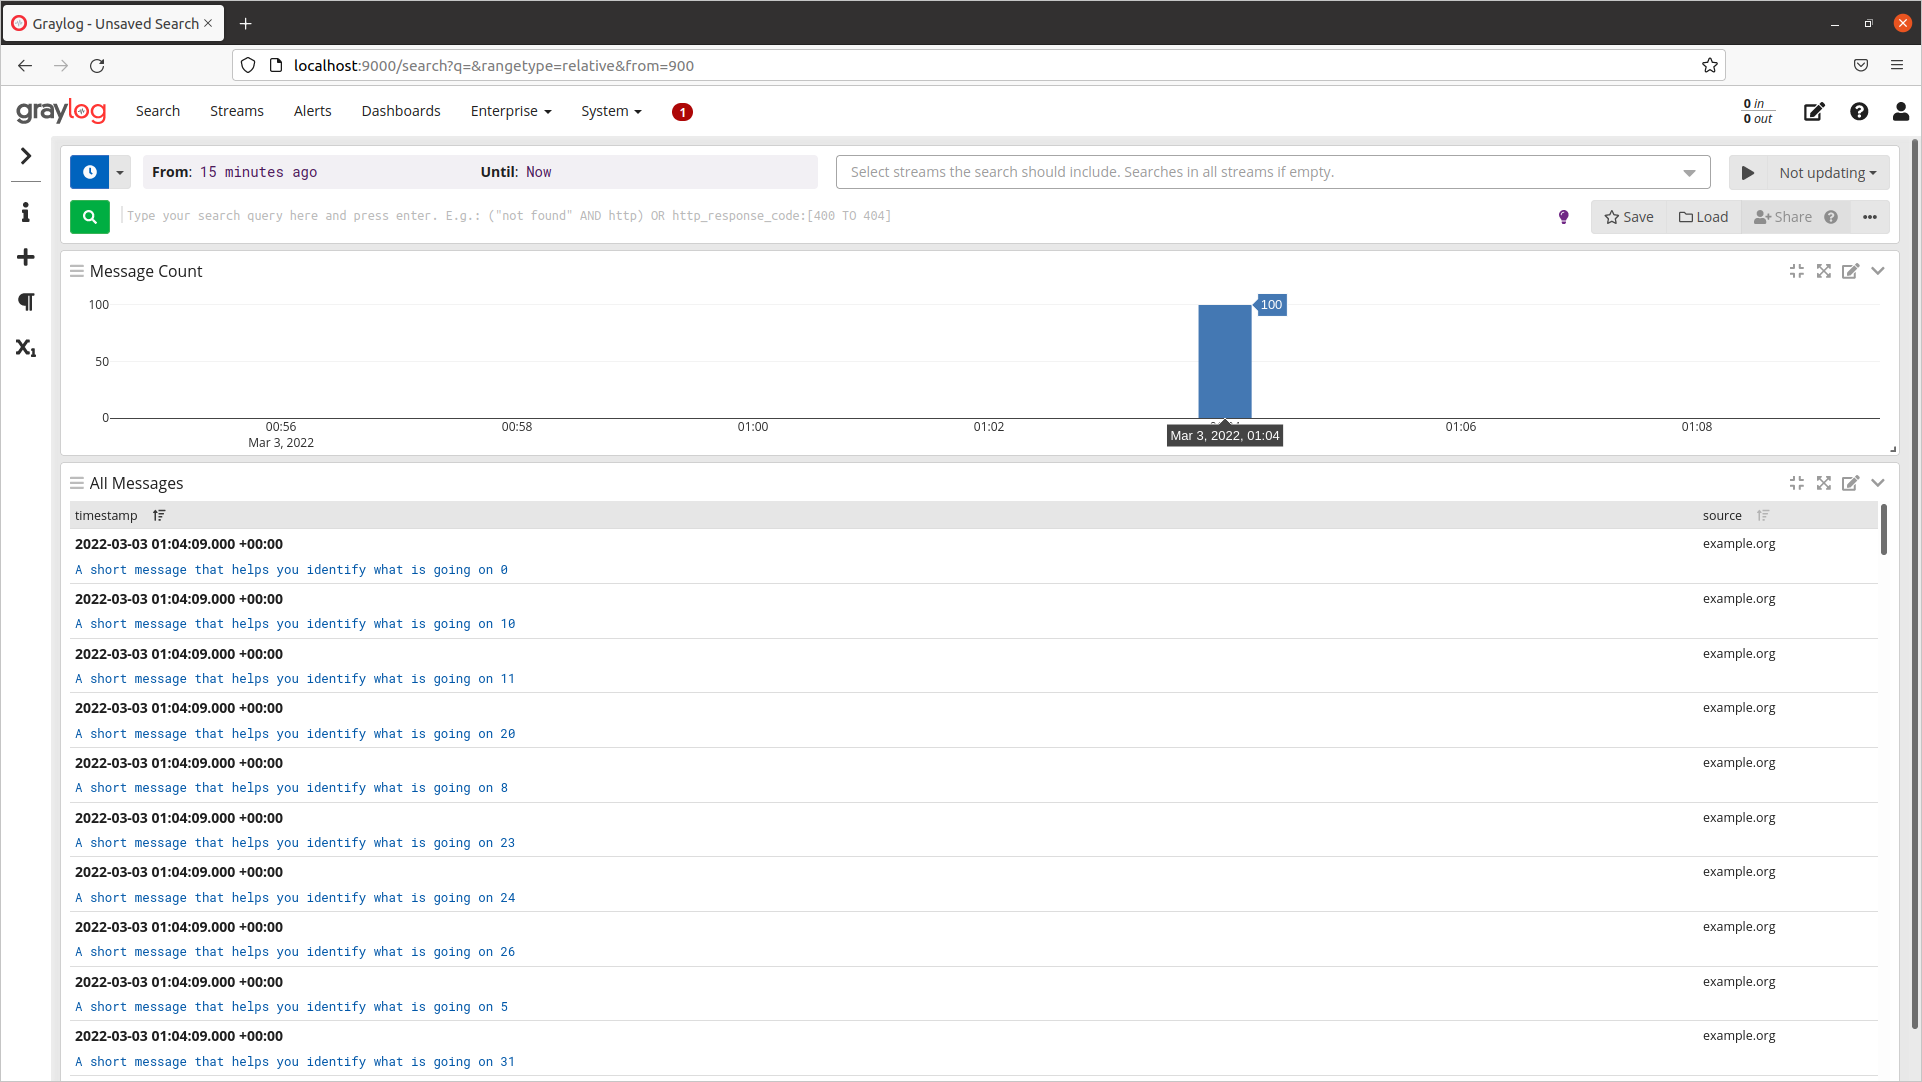 Graylog - Unsaved Search
localhost:9000/search?q=&rangetype=relative&from=900
graylog Search Streams Alerts Dashboards Enterprise System 1
0 in
0 out
From: 15 minutes ago Until: Now
Select streams the search should include. Searches in all streams if empty.
Not updating
Type your search query here and press enter. E.g.: ("not found" AND http) OR http_response_code:[400 TO 404]
Save Load Share
X1
Message Count
100
100
50
0
00:56 00:58 01:00 01:02 01:06 01:08
Mar 3, 2022
Mar 3, 2022, 01:04
All Messages
timestamp source
2022-03-03 01:04:09.000 +00:00 example.org
A short message that helps you identify what is going on 0
2022-03-03 01:04:09.000 +00:00 example.org
A short message that helps you identify what is going on 10
2022-03-03 01:04:09.000 +00:00 example.org
A short message that helps you identify what is going on 11
2022-03-03 01:04:09.000 +00:00 example.org
A short message that helps you identify what is going on 20
2022-03-03 01:04:09.000 +00:00 example.org
A short message that helps you identify what is going on 8
2022-03-03 01:04:09.000 +00:00 example.org
A short message that helps you identify what is going on 23
2022-03-03 01:04:09.000 +00:00 example.org
A short message that helps you identify what is going on 24
2022-03-03 01:04:09.000 +00:00 example.org
A short message that helps you identify what is going on 26
2022-03-03 01:04:09.000 +00:00 example.org
A short message that helps you identify what is going on 5
2022-03-03 01:04:09.000 +00:00 example.org
A short message that helps you identify what is going on 31